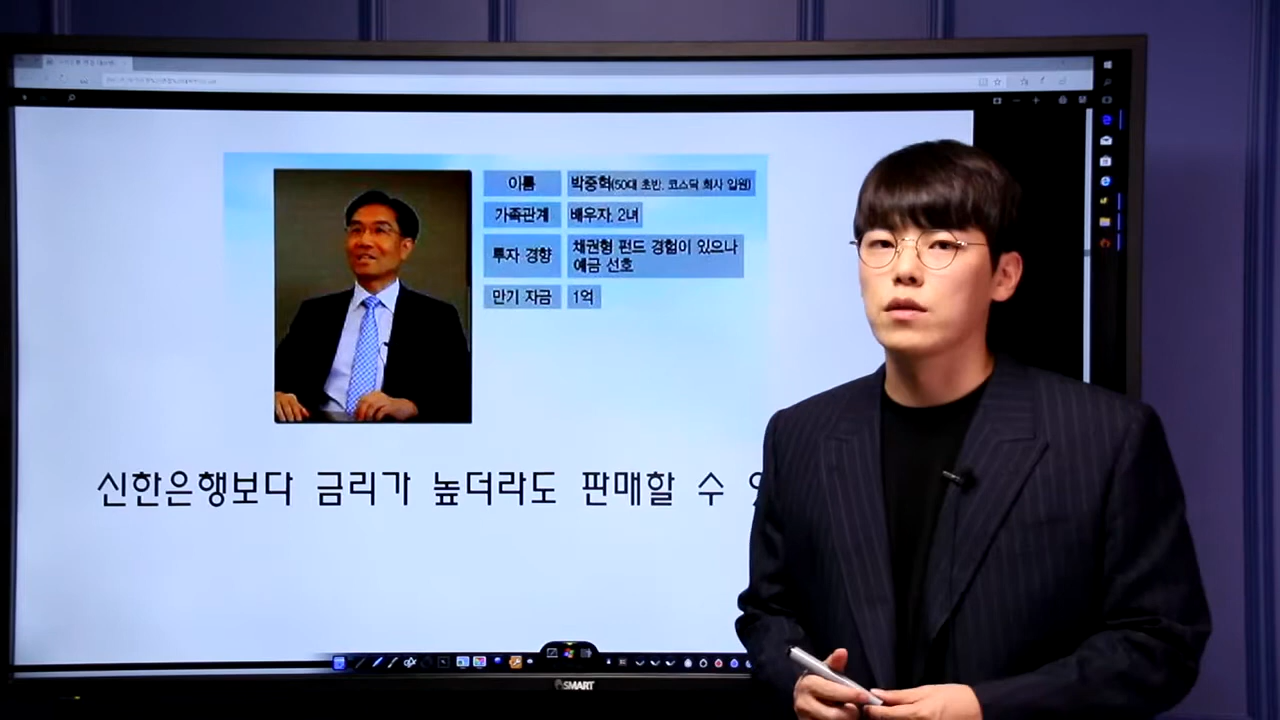 이름
박중혁(50대 초반, 코스닥 회사 임원)
가족관계
배우자, 2녀
투자 경향
채권형 펀드 경험이 있으나
예금 선호
만기 자금
1억
신한은행보다 금리가 높더라도 판매할 수
SMART